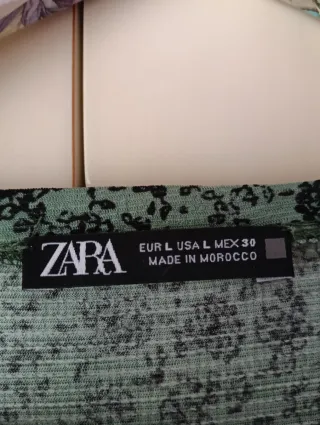 ZARA
EUR L USA L MEX 30
MADE IN MOROCCO